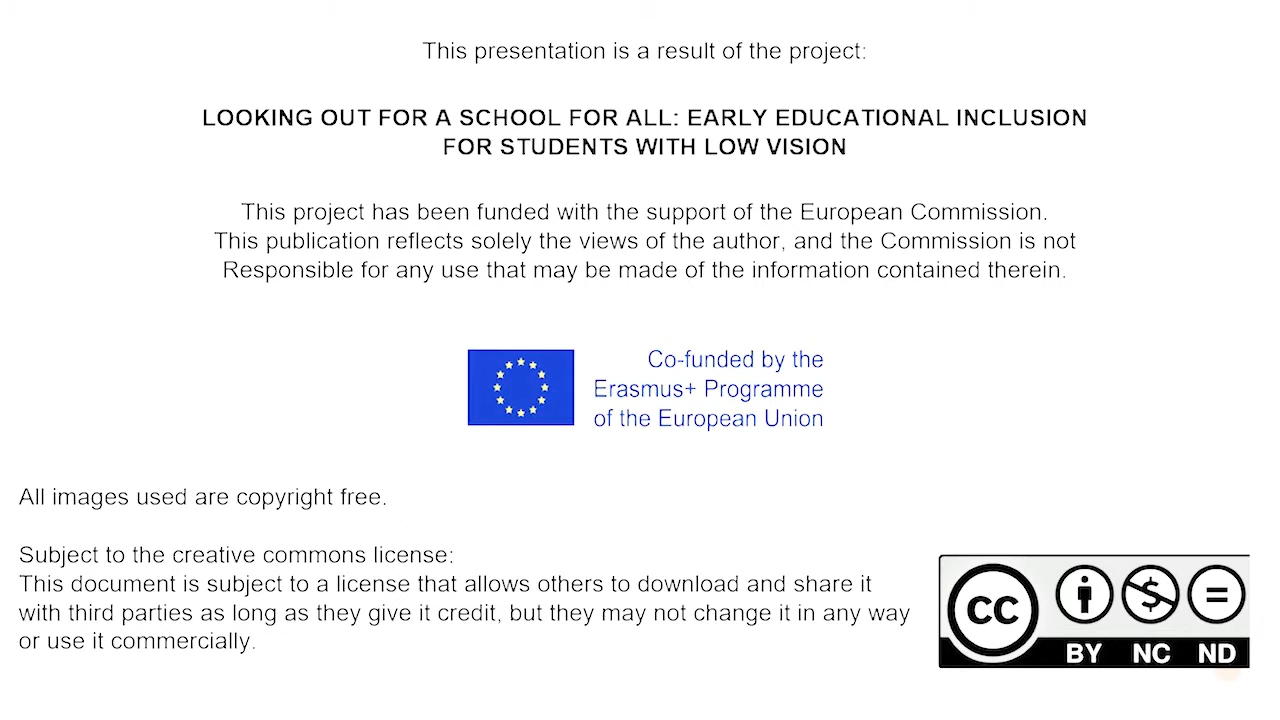 This presentation is a result of the project:
LOOKING OUT FOR A SCHOOL FOR ALL: EARLY EDUCATIONAL INCLUSION
FOR STUDENTS WITH LOW VISION
This project has been funded with the support of the European Commission.
This publication reflects solely the views of the author, and the Commission is not
Responsible for any use that may be made of the information contained therein.
Co-funded by the
Erasmus+ Programme
of the European Union
All images used are copyright free.
Subject to the creative commons license:
This document is subject to a license that allows others to download and share it
with third parties as long as they give it credit, but they may not change it in any way
or use it commercially.
CC
BY NC ND